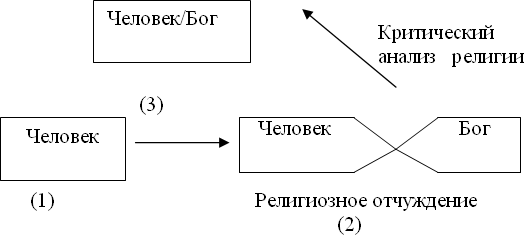 Человек/Бог
Критический
анализ религии
(3)
Человек
Человек
Бог
(1)
Религиозное отчуждение
(2)